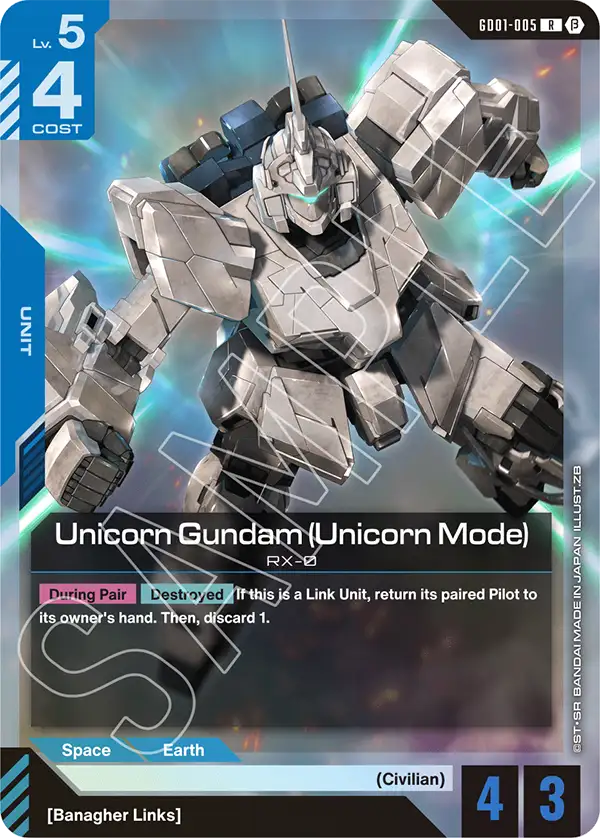 Lv. 5
GD01-005 R β
4
COST
UNIT
SAMPLE
Unicorn Gundam (Unicorn Mode)
RX-0
During Pair Destroyed If this is a Link Unit, return its paired Pilot to
its owner's hand. Then, discard 1.
©ST・SR BANDAI MADE IN JAPAN ILLUST.ZB
Space Earth
(Civilian)
4 3
[Banagher Links]